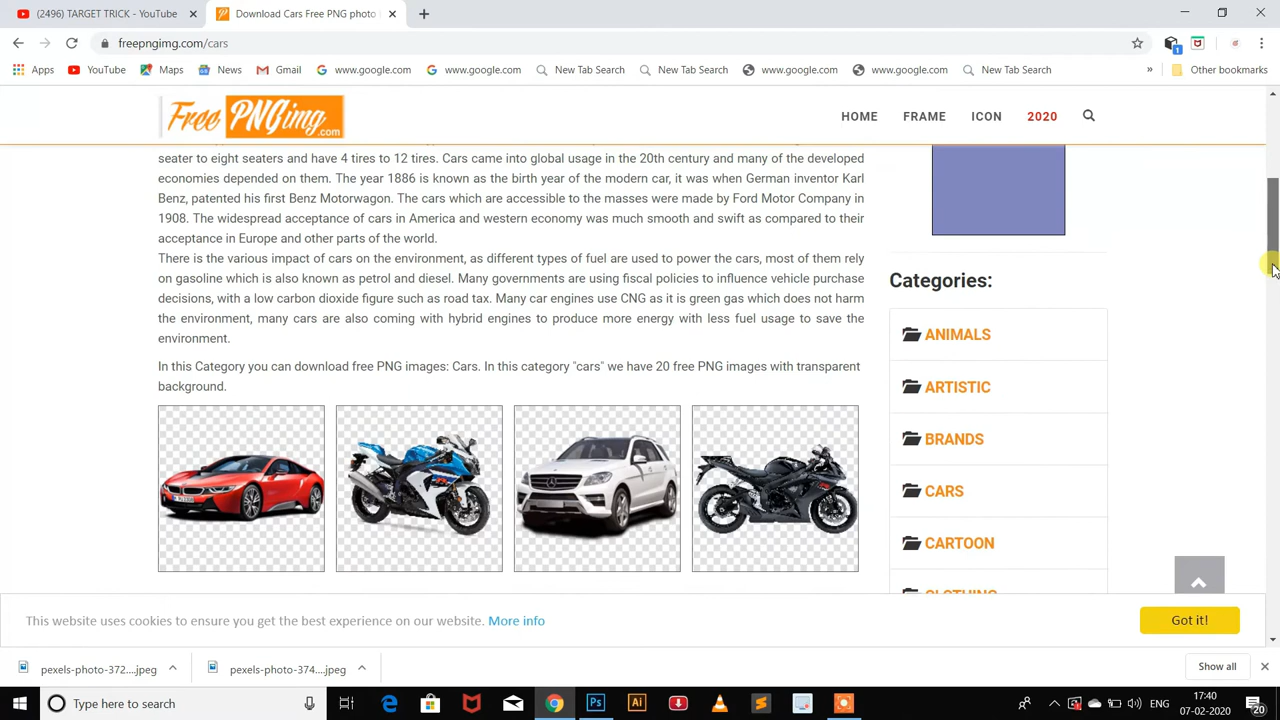 (2496) TARGET TRICK - YouTube
Download Cars Free PNG photo
freepngimg.com/cars
1
Apps YouTube Maps News Gmail www.google.com www.google.com New Tab Search New Tab Search www.google.com www.google.com New Tab Search » Other bookmarks
Free PNGimg.com
HOME FRAME ICON 2020
seater to eight seaters and have 4 tires to 12 tires. Cars came into global usage in the 20th century and many of the developed
economies depended on them. The year 1886 is known as the birth year of the modern car, it was when German inventor Karl
Benz, patented his first Benz Motorwagon. The cars which are accessible to the masses were made by Ford Motor Company in
1908. The widespread acceptance of cars in America and western economy was much smooth and swift as compared to their
acceptance in Europe and other parts of the world.
There is the various impact of cars on the environment, as different types of fuel are used to power the cars, most of them rely
on gasoline which is also known as petrol and diesel. Many governments are using fiscal policies to influence vehicle purchase
decisions, with a low carbon dioxide figure such as road tax. Many car engines use CNG as it is green gas which does not harm
the environment, many cars are also coming with hybrid engines to produce more energy with less fuel usage to save the
environment.
In this Category you can download free PNG images: Cars. In this category "cars" we have 20 free PNG images with transparent
background.
Categories:
ANIMALS
ARTISTIC
BRANDS
CARS
CARTOON
This website uses cookies to ensure you get the best experience on our website. More info
Got it!
pexels-photo-372....jpeg
pexels-photo-374....jpeg
Show all
Type here to search
Ps
Ai
ENG
17:40
07-02-2020
20